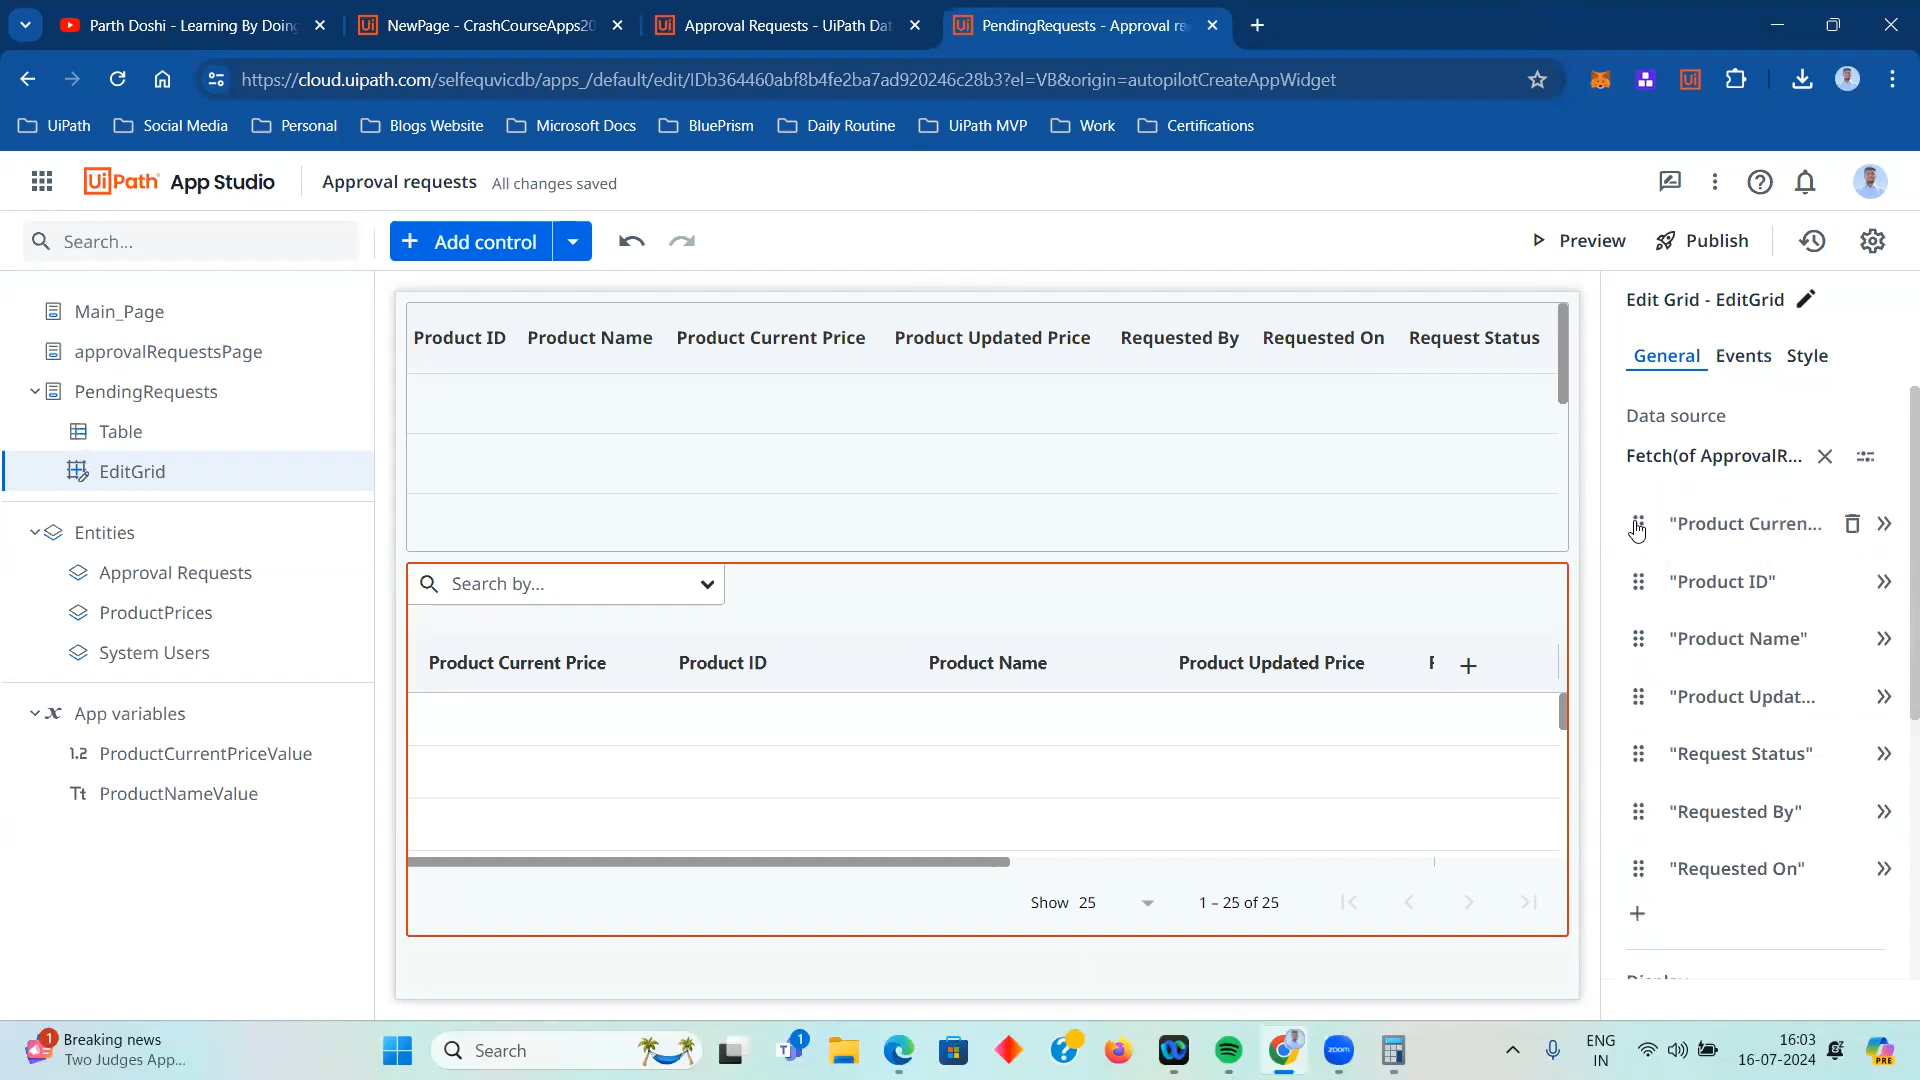 Parth Doshi - Learning By Doing
NewPage - CrashCourseApps20
Approval Requests - UiPath Dat
PendingRequests - Approval re
https://cloud.uipath.com/selfequvicdb/apps_/default/edit/IDb364460abf8b4fe2ba7ad920246c28b3?el=VB&origin=autopilotCreateAppWidget
UiPath
Social Media
Personal
Blogs Website
Microsoft Docs
BluePrism
Daily Routine
UiPath MVP
Work
Certifications
UiPath App Studio
Approval requests
All changes saved
Search...
+ Add control
Preview
Publish
Main_Page
approvalRequestsPage
PendingRequests
Table
EditGrid
Entities
Approval Requests
ProductPrices
System Users
App variables
1.2 ProductCurrentPriceValue
Tt ProductNameValue
Product ID Product Name Product Current Price Product Updated Price Requested By Requested On Request Status
Search by...
Product Current Price Product ID Product Name Product Updated Price
Show 25 1 – 25 of 25
Edit Grid - EditGrid
General Events Style
Data source
Fetch(of ApprovalR...
"Product Curren...
"Product ID"
"Product Name"
"Product Updat...
"Request Status"
"Requested By"
"Requested On"
1
Breaking news
Two Judges App...
Search
1
ENG
IN
16:03
16-07-2024
PRE